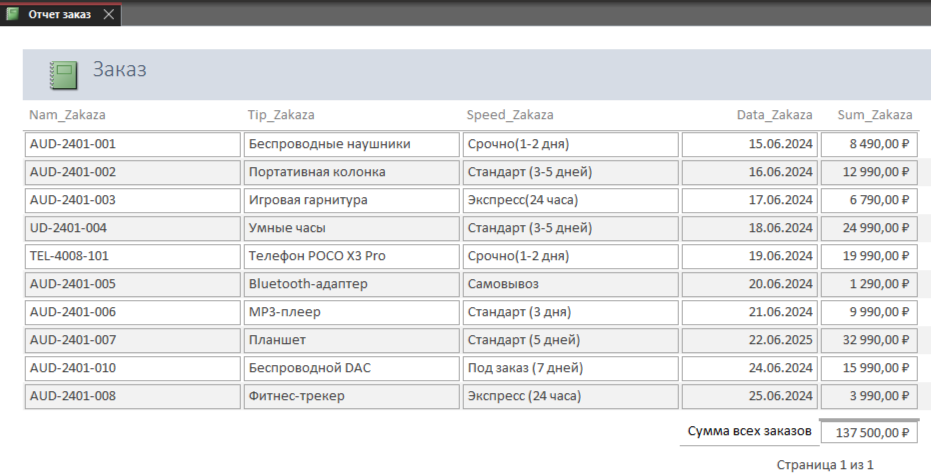 Отчет заказ
Заказ
Nam_Zakaza Tip_Zakaza Speed_Zakaza Data_Zakaza Sum_Zakaza
AUD-2401-001 Беспроводные наушники Срочно(1-2 дня) 15.06.2024 8 490,00 ₽
AUD-2401-002 Портативная колонка Стандарт (3-5 дней) 16.06.2024 12 990,00 ₽
AUD-2401-003 Игровая гарнитура Экспресс(24 часа) 17.06.2024 6 790,00 ₽
UD-2401-004 Умные часы Стандарт (3-5 дней) 18.06.2024 24 990,00 ₽
TEL-4008-101 Телефон POCO X3 Pro Срочно(1-2 дня) 19.06.2024 19 990,00 ₽
AUD-2401-005 Bluetooth-адаптер Самовывоз 20.06.2024 1 290,00 ₽
AUD-2401-006 MP3-плеер Стандарт (3 дня) 21.06.2024 9 990,00 ₽
AUD-2401-007 Планшет Стандарт (5 дней) 22.06.2025 32 990,00 ₽
AUD-2401-010 Беспроводной DAC Под заказ (7 дней) 24.06.2024 15 990,00 ₽
AUD-2401-008 Фитнес-трекер Экспресс (24 часа) 25.06.2024 3 990,00 ₽
Сумма всех заказов 137 500,00 ₽
Страница 1 из 1